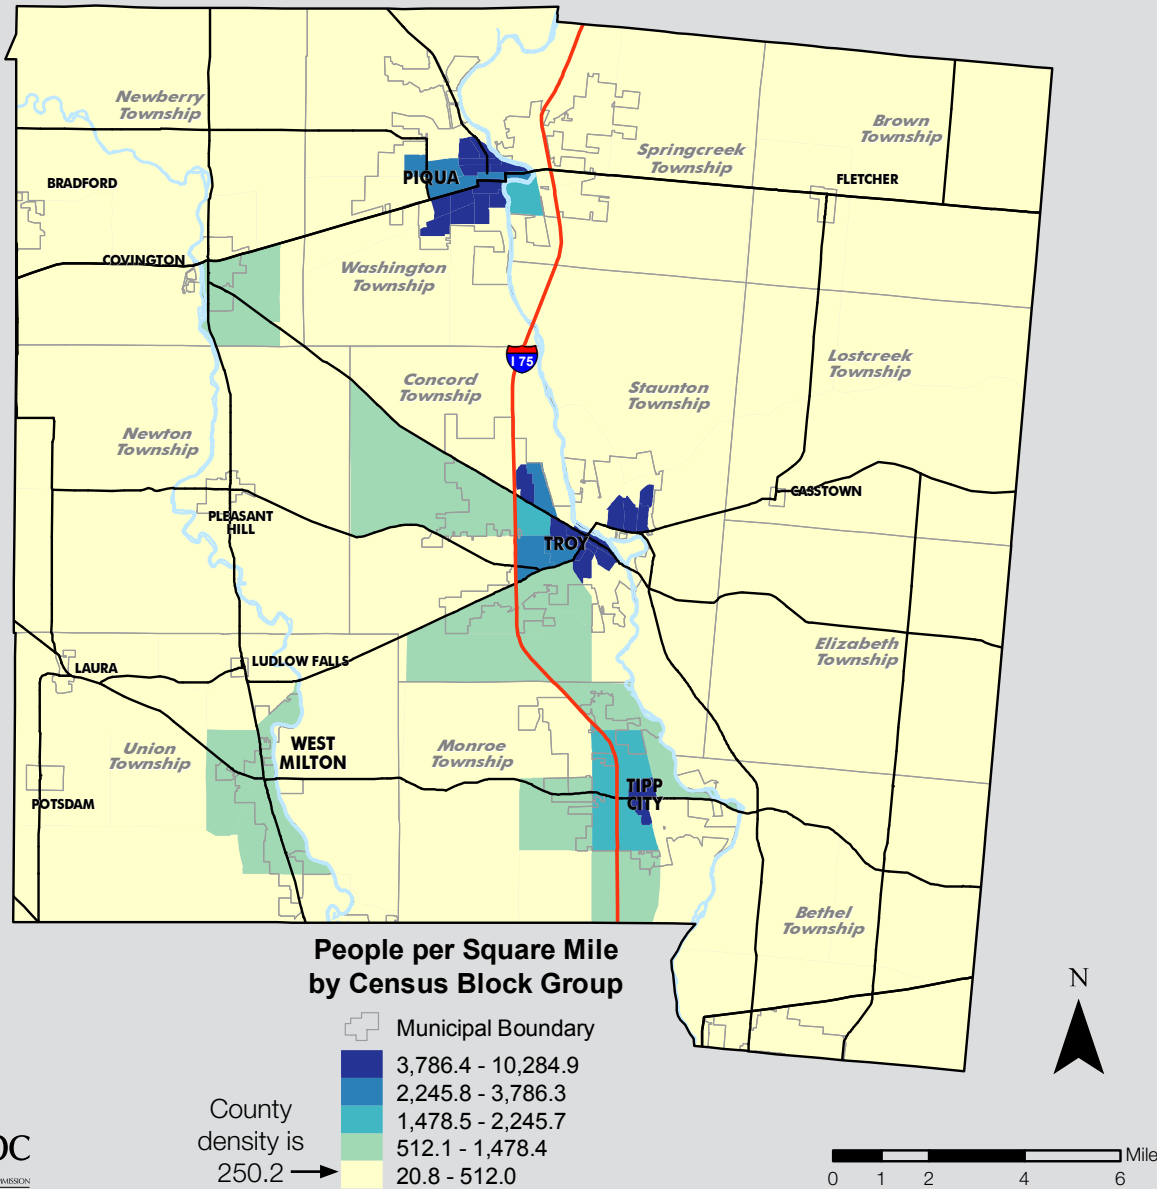 Newberry
Township
Brown
Township
Springcreek
Township
BRADFORD
PIQUA
FLETCHER
COVINGTON
Washington
Township
I 75
Lostcreek
Township
Concord
Township
Staunton
Township
Newton
Township
CASSTOWN
PLEASANT
HILL
TROY
Elizabeth
Township
LAURA
LUDLOW FALLS
WEST
MILTON
Union
Township
Monroe
Township
TIPP
CITY
POTSDAM
Bethel
Township
People per Square Mile
by Census Block Group
N
Municipal Boundary
3,786.4 - 10,284.9
2,245.8 - 3,786.3
1,478.5 - 2,245.7
512.1 - 1,478.4
20.8 - 512.0
County
density is
250.2
Mile
0 1 2 4 6